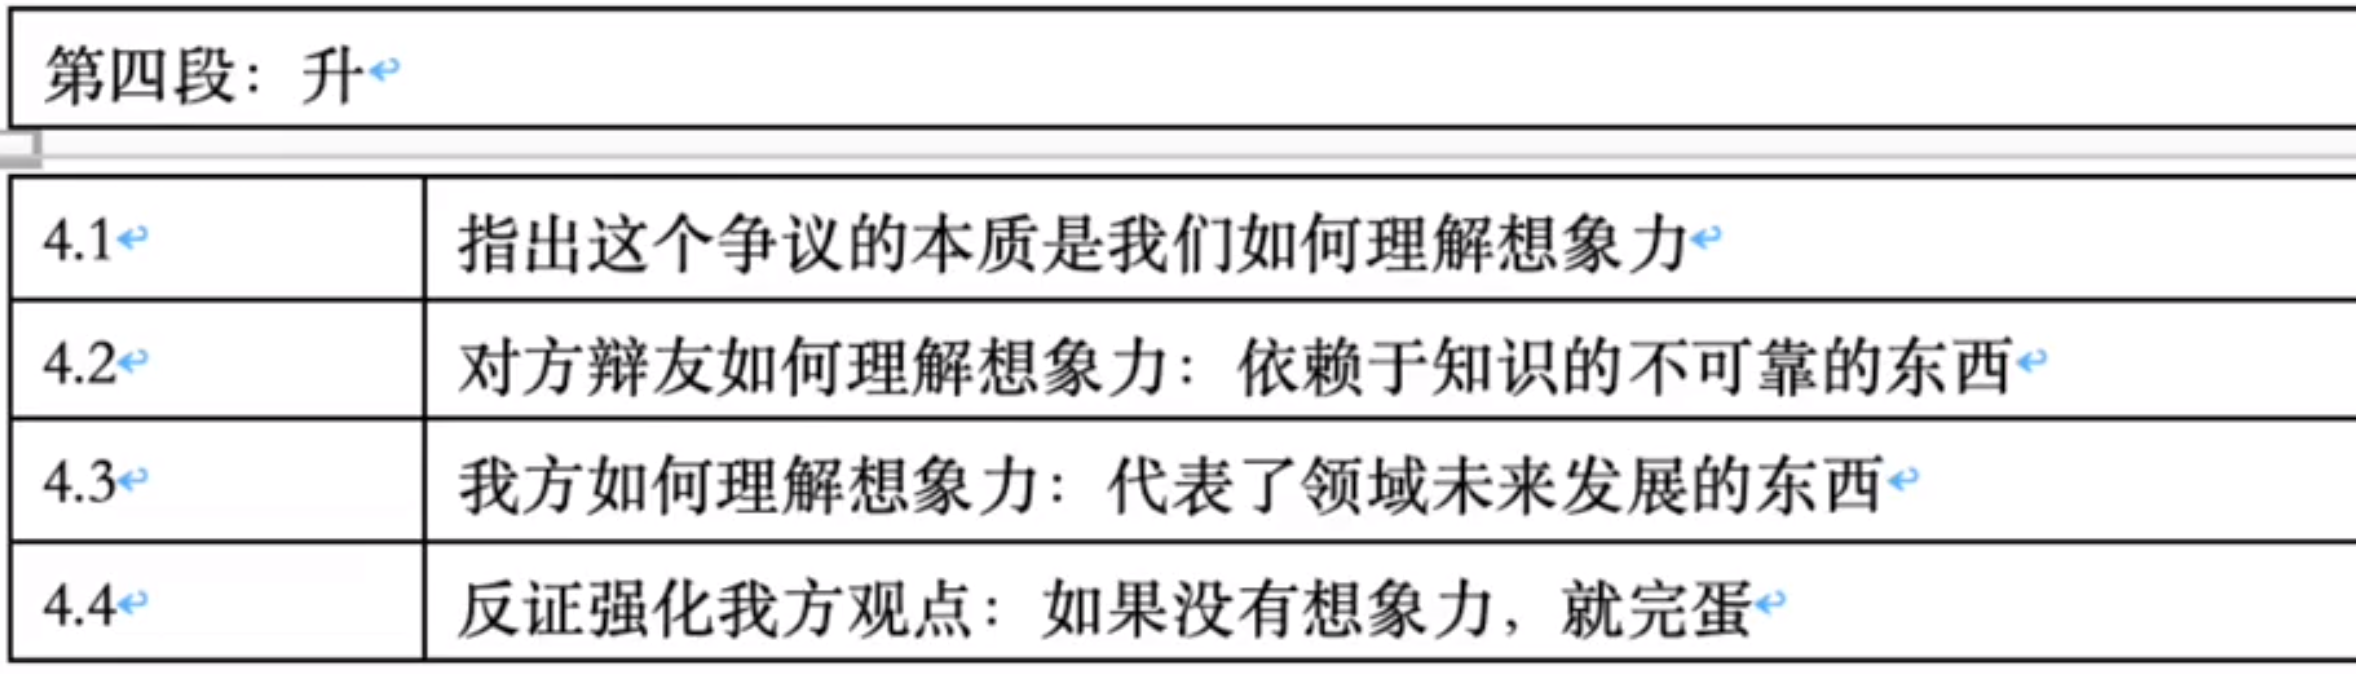 第四段：升
4.1 指出这个争议的本质是我们如何理解想象力
4.2 对方辩友如何理解想象力：依赖于知识的不可靠的东西
4.3 我方如何理解想象力：代表了领域未来发展的东西
4.4 反证强化我方观点：如果没有想象力，就完蛋